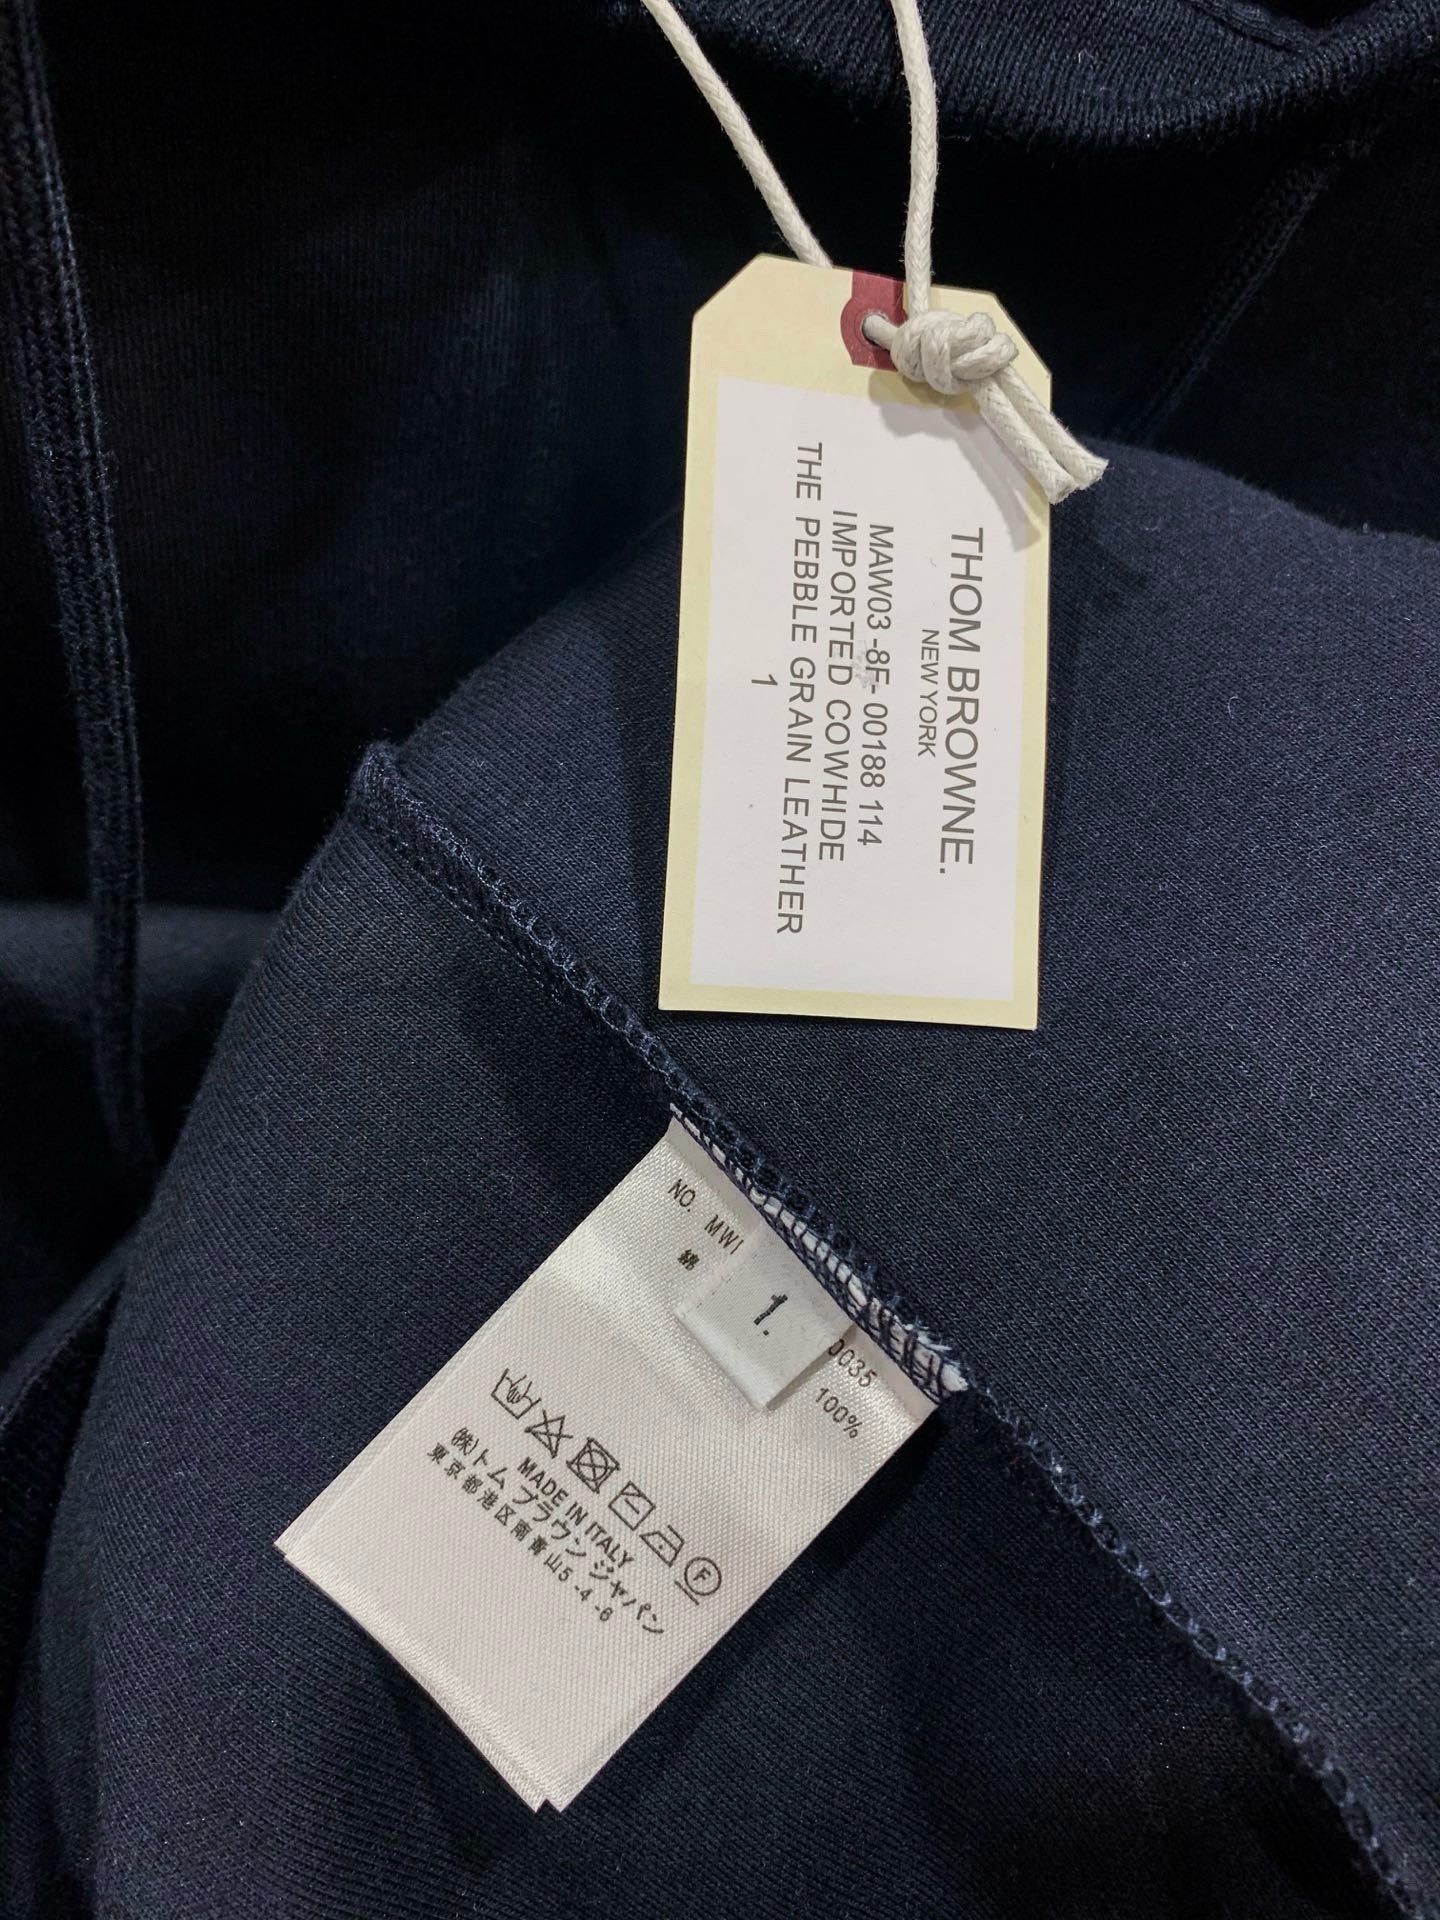 THOM BROWNE.
NEW YORK
MAW03 -8F- 00188 114
IMPORTED COWHIDE
THE PEBBLE GRAIN LEATHER
1
NO. MWI 0035
綿 100%
1.
F
MADE IN ITALY
(株)トム ブラウン ジャパン
東京都港区南青山5-4-6